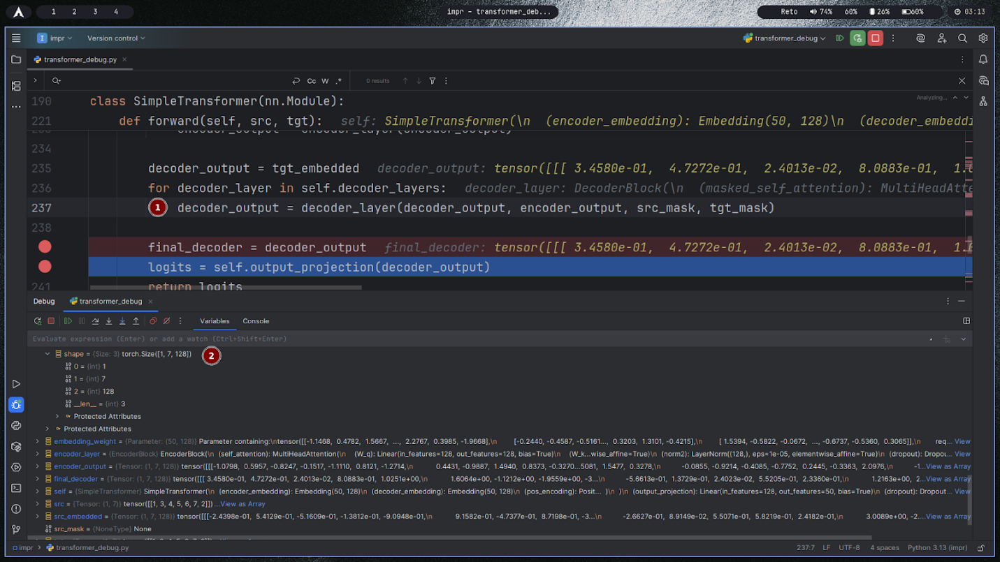 1 2 3 4 impr - transformer_deb... Reto 74% 60% 26% 60% 03:13
I impr Version control transformer_debug
transformer_debug.py
Cc W .* 0 results
190 class SimpleTransformer(nn.Module): Analyzing...
221 def forward(self, src, tgt): self: SimpleTransformer(\n (encoder_embedding): Embedding(50, 128)\n (decoder_embeddi
encoder_output = encoder_layer(encoder_output)
234
235 decoder_output = tgt_embedded decoder_output: tensor([[[ 3.4580e-01, 4.7272e-01, 2.4013e-02, 8.0883e-01, 1.0
236 for decoder_layer in self.decoder_layers: decoder_layer: DecoderBlock(\n (masked_self_attention): MultiHeadAtte
237 1 decoder_output = decoder_layer(decoder_output, encoder_output, src_mask, tgt_mask)
238
final_decoder = decoder_output final_decoder: tensor([[[ 3.4580e-01, 4.7272e-01, 2.4013e-02, 8.0883e-01, 1.0
logits = self.output_projection(decoder_output)
241 return logits
Debug transformer_debug
Variables Console
Evaluate expression (Enter) or add a watch (Ctrl+Shift+Enter)
shape = {Size: 3} torch.Size([1, 7, 128]) 2
0 = {int} 1
1 = {int} 7
2 = {int} 128
__len__ = {int} 3
Protected Attributes
Protected Attributes
embedding_weight = {Parameter: (50, 128)} Parameter containing:\ntensor([[-1.1468, 0.4782, 1.5667, ..., 2.2767, 0.3985, -1.9668],\n [-0.2440, -0.4587, -0.5161,... 0.3203, 1.3101, -0.4215],\n [ 1.5394, -0.5822, -0.0672, ..., -0.6737, -0.5360, 0.3065]],\n req... View
encoder_layer = {EncoderBlock} EncoderBlock(\n (self_attention): MultiHeadAttention(\n (W_q): Linear(in_features=128, out_features=128, bias=True)\n (W_k...wise_affine=True)\n (norm2): LayerNorm((128,), eps=1e-05, elementwise_affine=True)\n (dropout): Dropou... View
encoder_output = {Tensor: (1, 7, 128)} tensor([[[-1.0798, 0.5957, -0.8247, -0.1517, -1.1110, 0.8121, -1.2714,\n 0.4431, -0.9887, 1.4940, 0.8373, -0.3270...5081, 1.5477, 0.3278,\n -0.0855, -0.9214, -0.4085, -0.7752, 0.2445, -0.3363, 2.0976,\n -1... View as Array
final_decoder = {Tensor: (1, 7, 128)} tensor([[[ 3.4580e-01, 4.7272e-01, 2.4013e-02, 8.0883e-01, 1.0251e+00,\n 1.6064e+00, -1.1212e+00, -1.9559e+00, -3... -5.6613e-01, 1.3729e-01, 2.4023e-02, 5.5205e-01, 2.3360e-01,\n 1.2163e+00, 2... View as Array
self = {SimpleTransformer} SimpleTransformer(\n (encoder_embedding): Embedding(50, 128)\n (decoder_embedding): Embedding(50, 128)\n (pos_encoding): Posit... )\n )\n (output_projection): Linear(in_features=128, out_features=50, bias=True)\n (dropout): Dropout... View
src = {Tensor: (1, 7)} tensor([[1, 3, 4, 5, 6, 7, 2]]) ...View as Array
src_embedded = {Tensor: (1, 7, 128)} tensor([[[-2.4398e-01, 5.4129e-01, -5.1609e-01, -1.3812e-01, -9.0948e-01,\n 9.1582e-01, -4.7377e-01, 8.7198e-01, -3... -2.6627e-01, 8.9149e-02, 5.5071e-01, 5.8219e-01, 2.4182e-01,\n 3.0089e+00, -2... View as Array
src_mask = {NoneType} None
impr > transformer_debug.py 237:7 LF UTF-8 4 spaces Python 3.13 (impr)